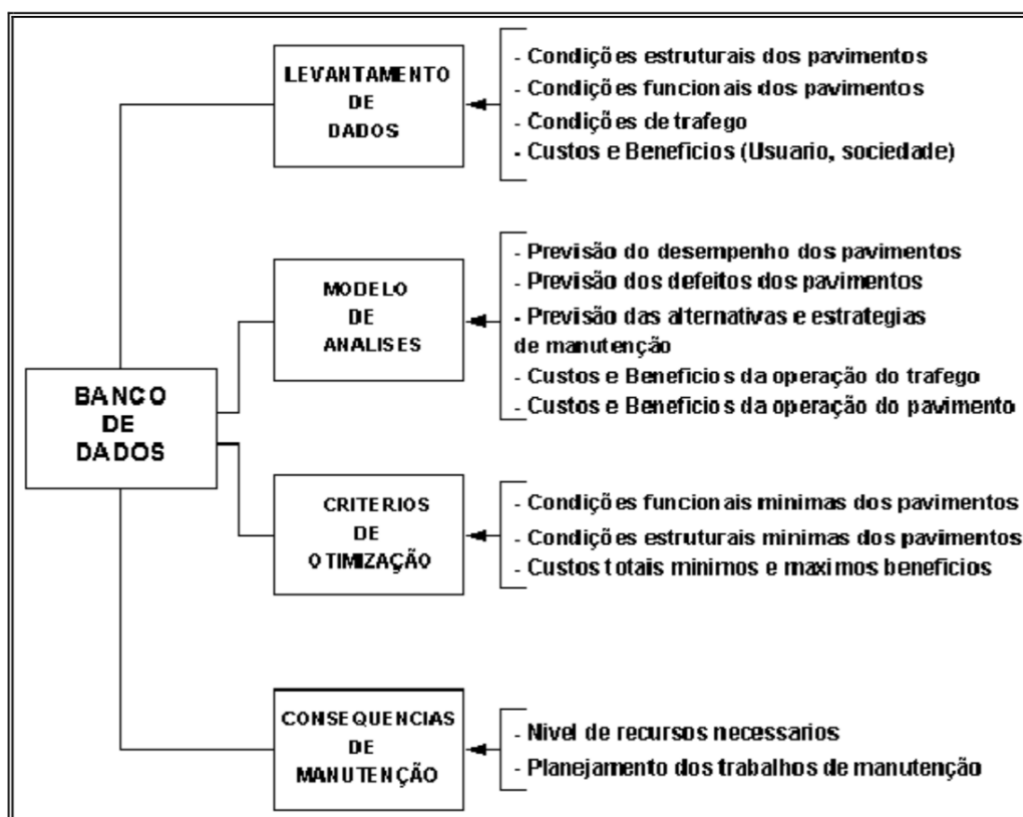 BANCO
DE
DADOS
LEVANTAMENTO
DE
DADOS
- Condições estruturais dos pavimentos
- Condições funcionais dos pavimentos
- Condições de trafego
- Custos e Beneficios (Usuario, sociedade)
MODELO
DE
ANALISES
- Previsão do desempenho dos pavimentos
- Previsão dos defeitos dos pavimentos
- Previsão das alternativas e estrategias
de manutenção
- Custos e Beneficios da operação do trafego
- Custos e Beneficios da operação do pavimento
CRITERIOS
DE
OTIMIZAÇÃO
- Condições funcionais minimas dos pavimentos
- Condições estruturais minimas dos pavimentos
- Custos totais minimos e maximos beneficios
CONSEQUENCIAS
DE
MANUTENÇÃO
- Nivel de recursos necessarios
- Planejamento dos trabalhos de manutenção